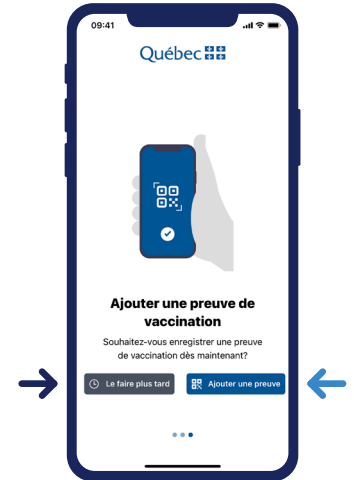 09:41
Québec
Ajouter une preuve de
vaccination
Souhaitez-vous enregistrer une preuve
de vaccination dès maintenant?
Le faire plus tard
Ajouter une preuve